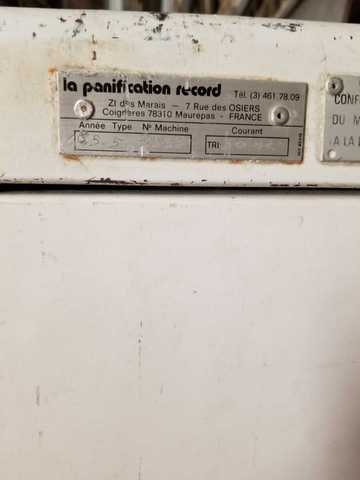 la panification record Tél. (3) 461.78.09
ZI des Marais — 7 Rue des OSIERS
Coignières 78310 Maurepas - FRANCE
Année Type Nº Machine Courant
TRI
CONF
DU M
A LA